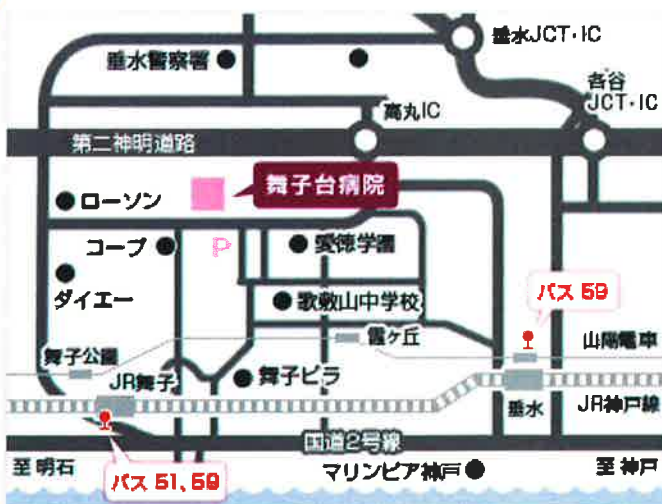 垂水JCT・IC
垂水警察署
名谷
JCT・IC
高丸IC
第二神明道路
舞子台病院
ローソン
コープ
P
愛徳学園
ダイエー
歌敷山中学校
バス 59
霞ヶ丘
山陽電車
舞子公園
JR舞子
舞子ビラ
垂水
JR神戸線
国道2号線
至 明石
バス 51, 59
マリンピア神戸
至 神戸